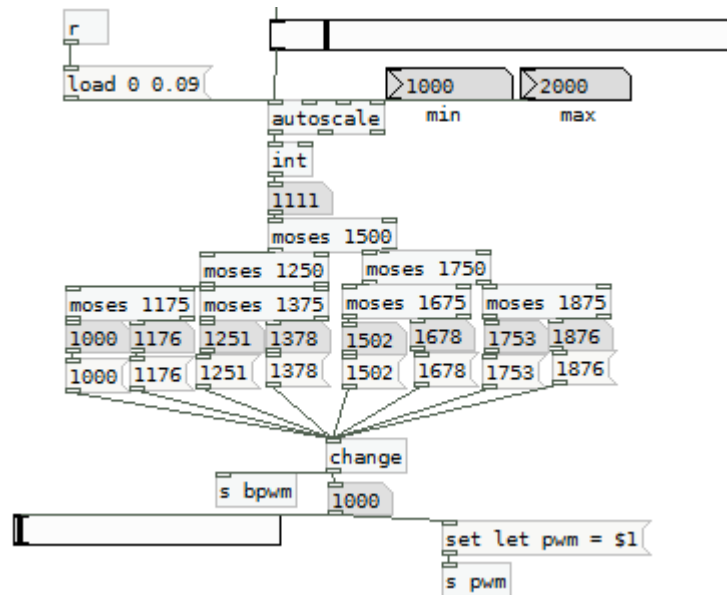 r
load 0 0.09
1000
2000
min
max
autoscale
int
1111
moses 1500
moses 1250
moses 1750
moses 1175
moses 1375
moses 1675
moses 1875
1000
1176
1251
1378
1502
1678
1753
1876
1000
1176
1251
1378
1502
1678
1753
1876
change
s bpwm
1000
set let pwm = $1
s pwm